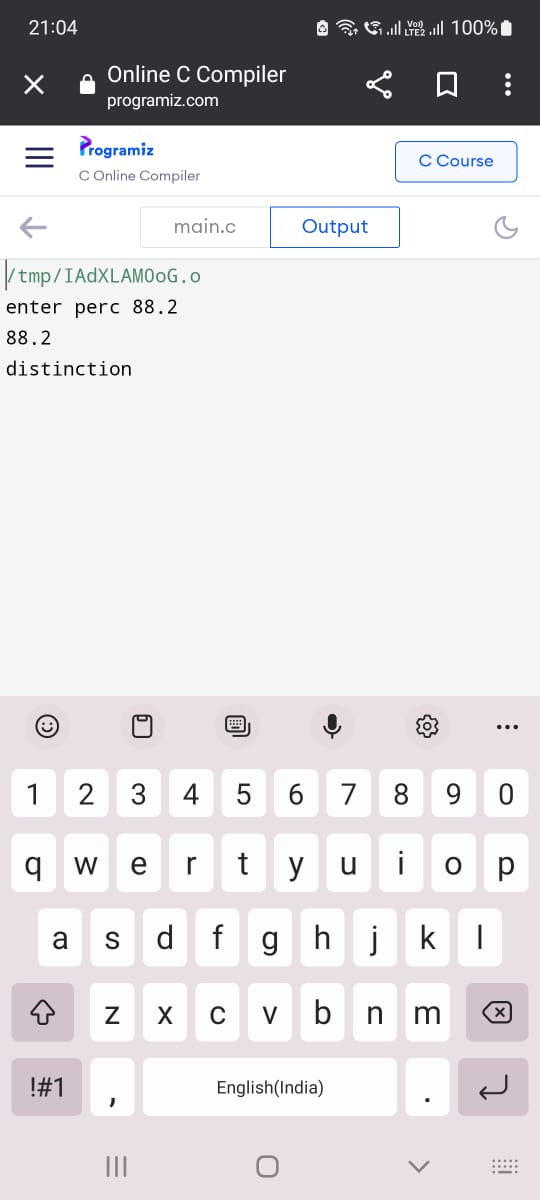 21:04
Vo))
LTE2
100%
Online C Compiler
programiz.com
Programiz
C Online Compiler
C Course
main.c
Output
/tmp/IAdXLAMOoG.o
enter perc 88.2
88.2
distinction
1 2 3 4 5 6 7 8 9 0
q w e r t y u i o p
a s d f g h j k l
z x c v b n m
!#1 , English(India) .